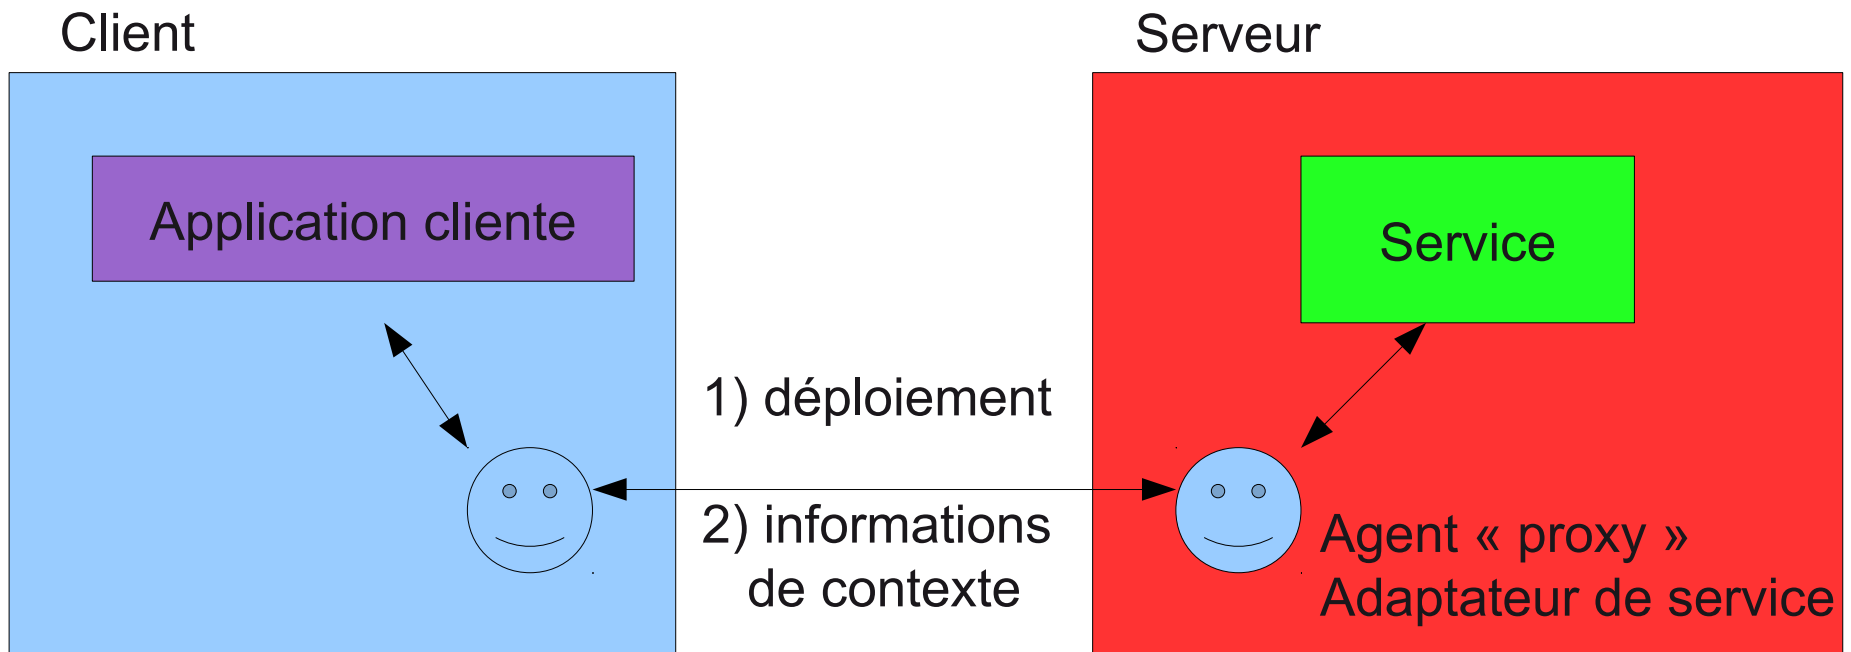 Client
Serveur
Application cliente
Service
1) déploiement
2) informations
de contexte
Agent « proxy »
Adaptateur de service